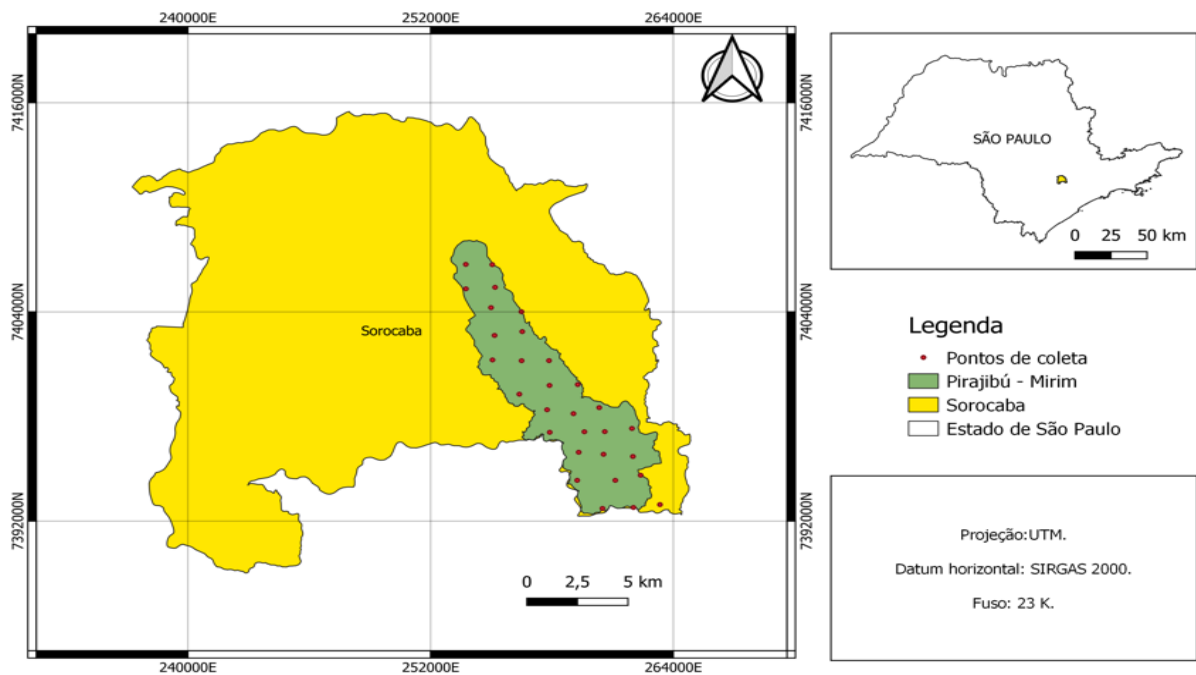 240000E 252000E 264000E
7416000N 7416000N
7404000N 7404000N
7392000N 7392000N
Sorocaba
0 2,5 5 km
240000E 252000E 264000E
SÃO PAULO
0 25 50 km
Legenda
Pontos de coleta
Pirajibú - Mirim
Sorocaba
Estado de São Paulo
Projeção:UTM.
Datum horizontal: SIRGAS 2000.
Fuso: 23 K.